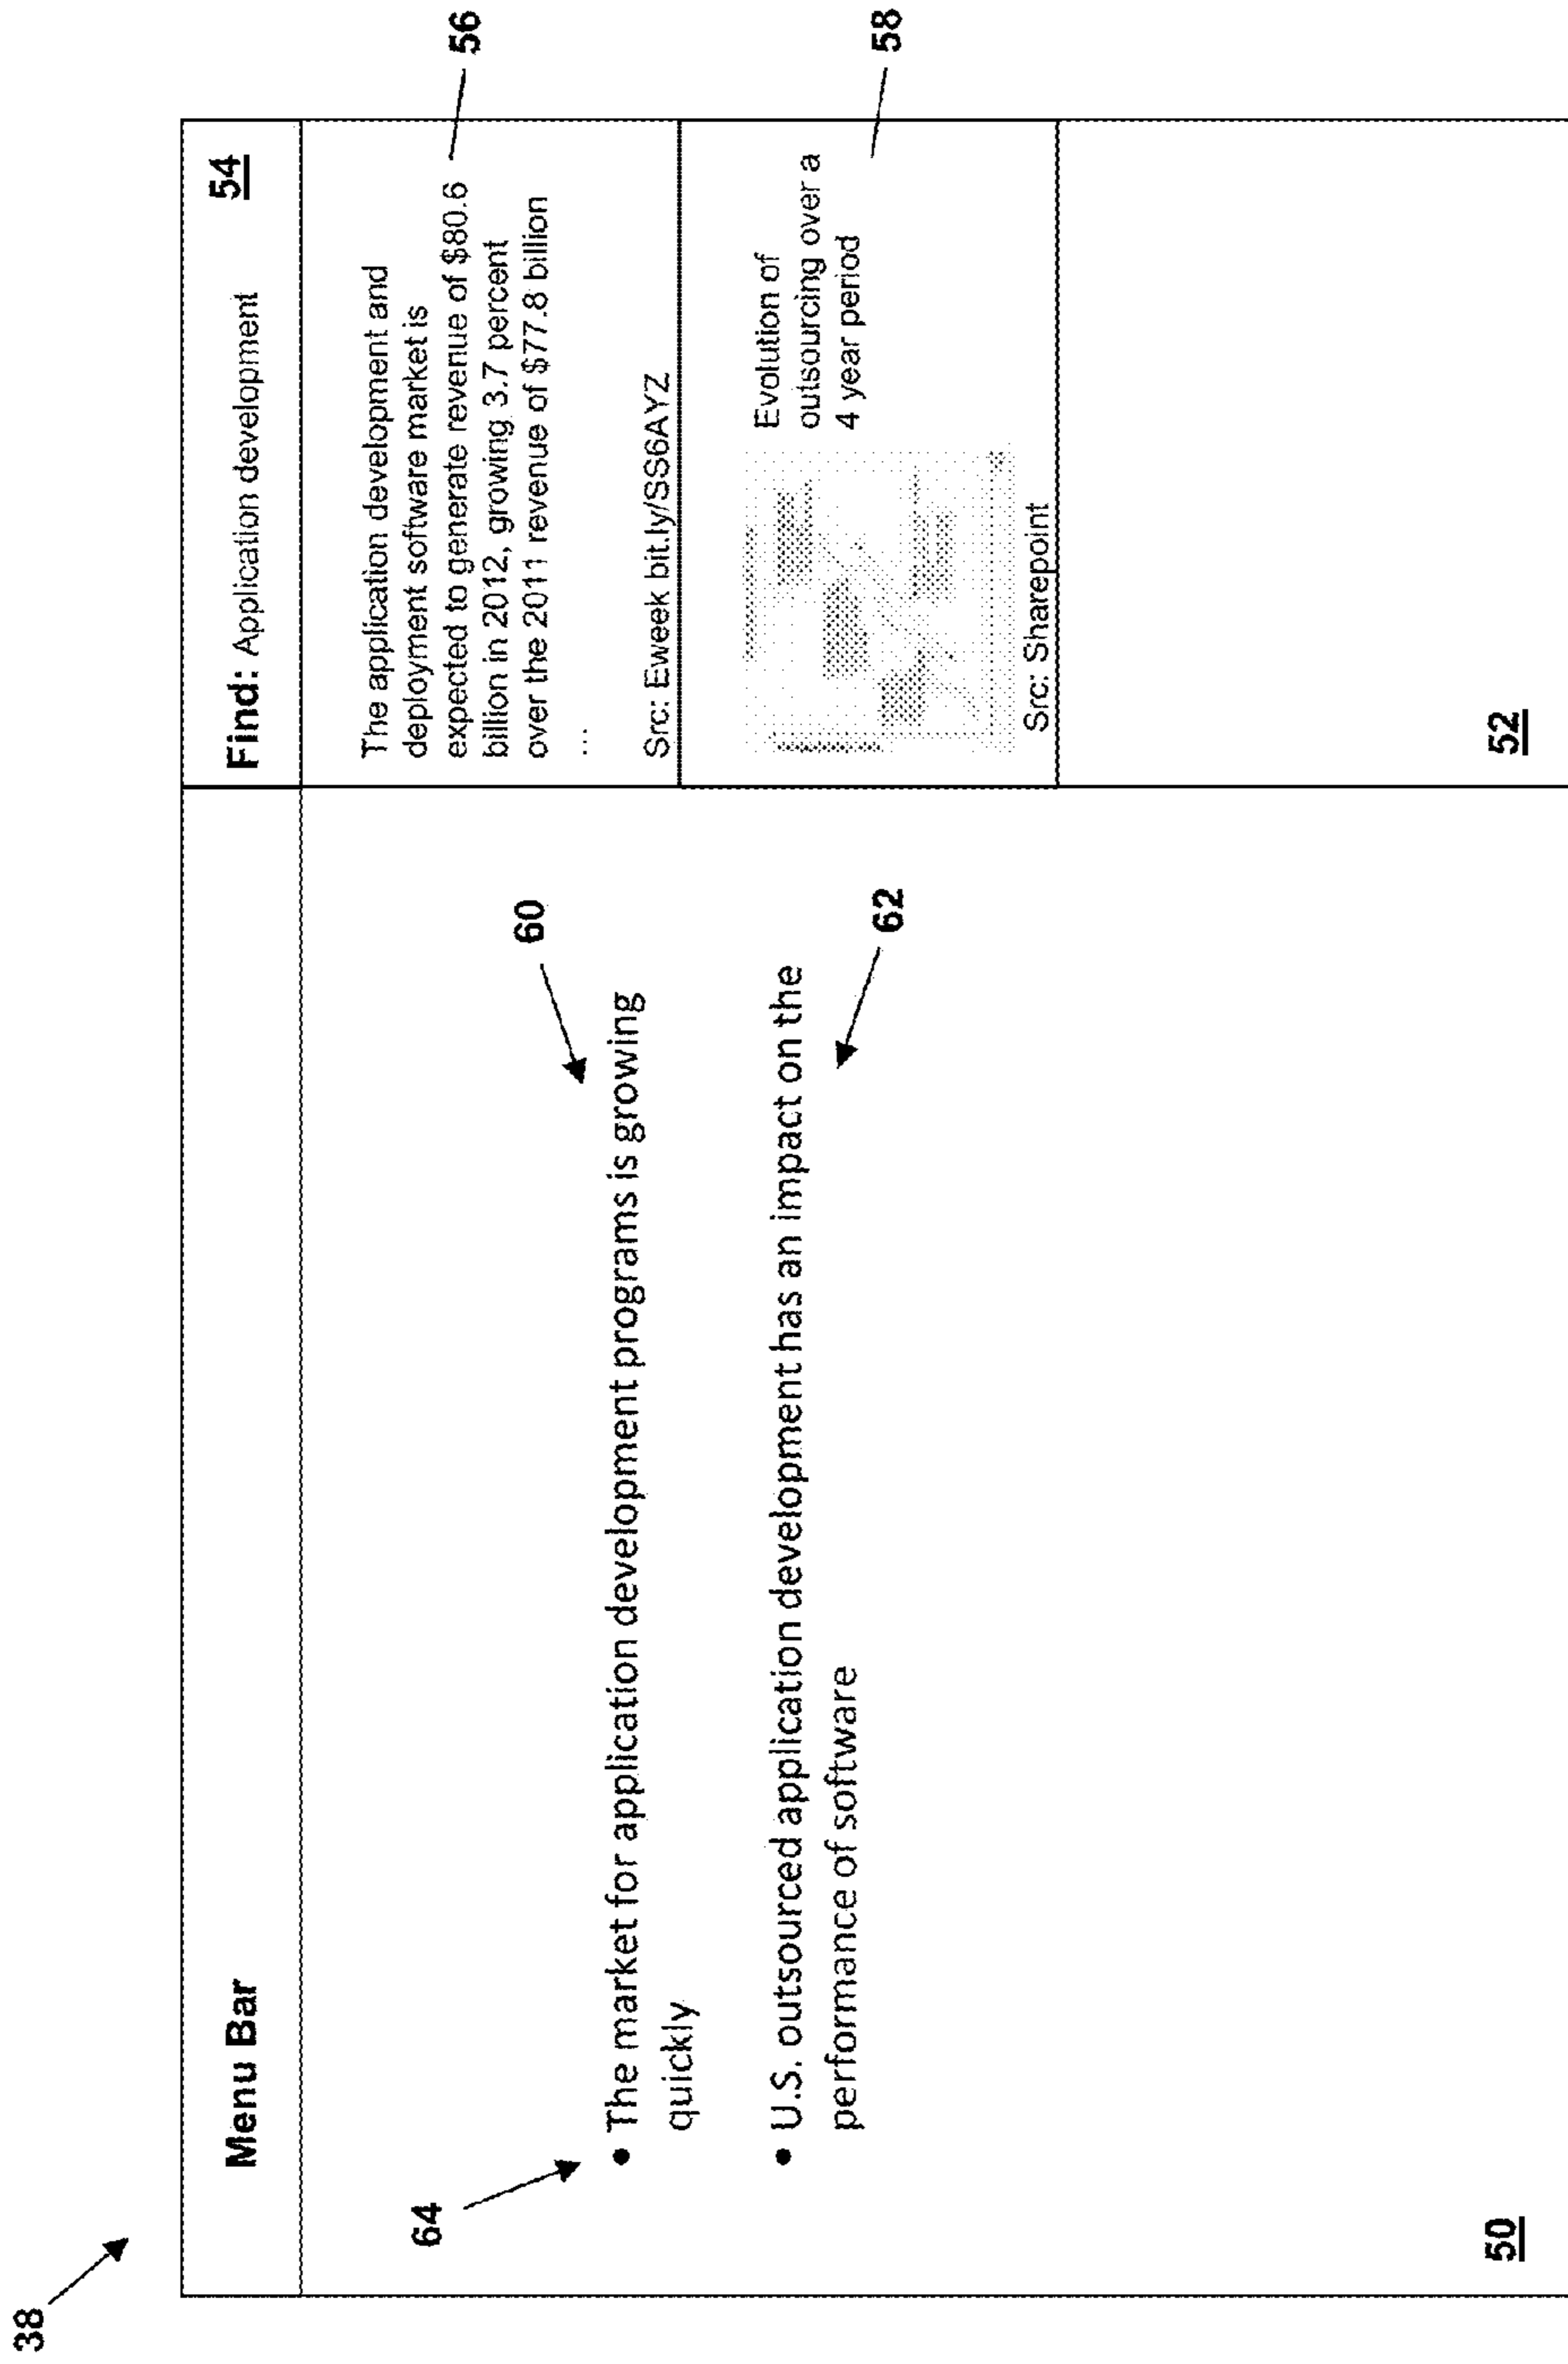 38
Menu Bar
Find: Application development 54
64
• The market for application development programs is growing
quickly
60
• U.S. outsourced application development has an impact on the
performance of software
62
50
The application development and
deployment software market is
expected to generate revenue of $80.6
billion in 2012, growing 3.7 percent
over the 2011 revenue of $77.8 billion
...
Src: Eweek bit.ly/SS6AYZ
56
Evolution of
outsourcing over a
4 year period
Src: Sharepoint
58
52